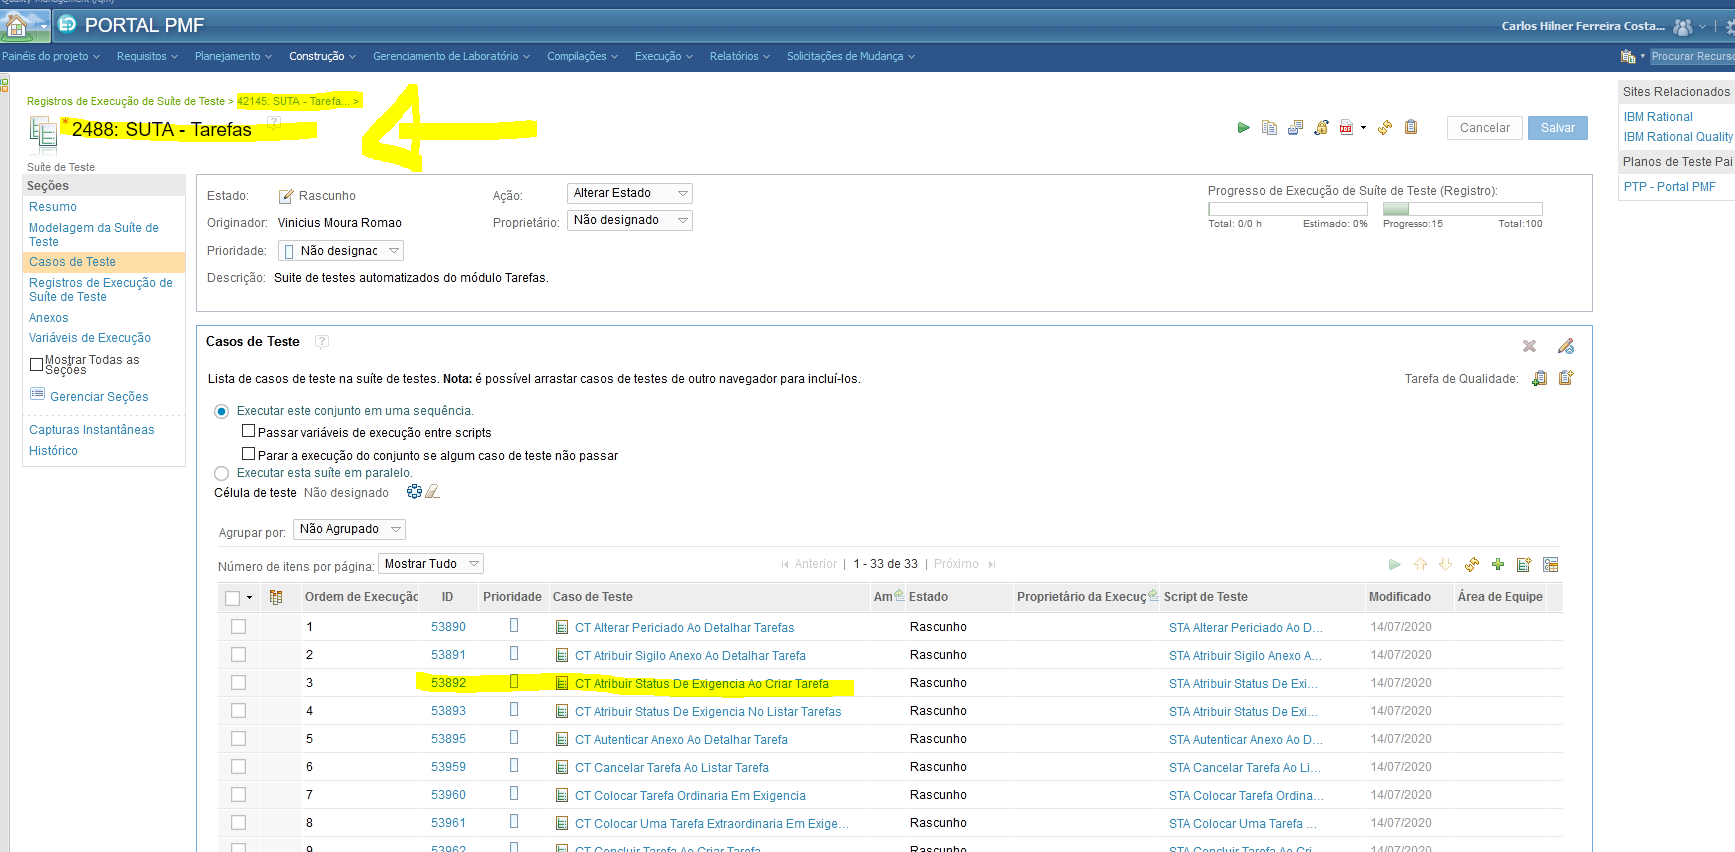 PORTAL PMF
Carlos Hilner Ferreira Costa...
Painéis do projeto
Requisitos
Planejamento
Construção
Gerenciamento de Laboratório
Compilações
Execução
Relatórios
Solicitações de Mudança
Procurar Recurso
Registros de Execução de Suíte de Teste > 42145: SUTA - Tarefa... >
* 2488: SUTA - Tarefas
?
Cancelar
Salvar
Suíte de Teste
Seções
Resumo
Modelagem da Suíte de
Teste
Casos de Teste
Registros de Execução de
Suíte de Teste
Anexos
Variáveis de Execução
Mostrar Todas as
Seções
Gerenciar Seções
Capturas Instantâneas
Histórico
Estado: Rascunho
Ação: Alterar Estado
Originador: Vinicius Moura Romao
Proprietário: Não designado
Prioridade: Não designac
Descrição: Suite de testes automatizados do módulo Tarefas.
Progresso de Execução de Suíte de Teste (Registro):
Total: 0/0 h Estimado: 0% Progresso:15 Total:100
Sites Relacionados
IBM Rational
IBM Rational Quality
Planos de Teste Pai
PTP - Portal PMF
Casos de Teste ?
Lista de casos de teste na suíte de testes. Nota: é possível arrastar casos de testes de outro navegador para incluí-los.
Tarefa de Qualidade:
Executar este conjunto em uma sequência.
Passar variáveis de execução entre scripts
Parar a execução do conjunto se algum caso de teste não passar
Executar esta suíte em paralelo.
Célula de teste Não designado
Agrupar por: Não Agrupado
Número de itens por página: Mostrar Tudo
Anterior | 1 - 33 de 33 | Próximo
Ordem de Execução ID Prioridade Caso de Teste Am Estado Proprietário da Execuç Script de Teste Modificado Área de Equipe
1 53890 CT Alterar Periciado Ao Detalhar Tarefas Rascunho STA Alterar Periciado Ao D... 14/07/2020
2 53891 CT Atribuir Sigilo Anexo Ao Detalhar Tarefa Rascunho STA Atribuir Sigilo Anexo A... 14/07/2020
3 53892 CT Atribuir Status De Exigencia Ao Criar Tarefa Rascunho STA Atribuir Status De Exi... 14/07/2020
4 53893 CT Atribuir Status De Exigencia No Listar Tarefas Rascunho STA Atribuir Status De Exi... 14/07/2020
5 53895 CT Autenticar Anexo Ao Detalhar Tarefa Rascunho STA Autenticar Anexo Ao D... 14/07/2020
6 53959 CT Cancelar Tarefa Ao Listar Tarefa Rascunho STA Cancelar Tarefa Ao Li... 14/07/2020
7 53960 CT Colocar Tarefa Ordinaria Em Exigencia Rascunho STA Colocar Tarefa Ordina... 14/07/2020
8 53961 CT Colocar Uma Tarefa Extraordinaria Em Exige... Rascunho STA Colocar Uma Tarefa ... 14/07/2020
9 53962 CT Concluir Tarefa Ao Criar Tarefa Rascunho STA Concluir Tarefa Ao Cri... 14/07/2020